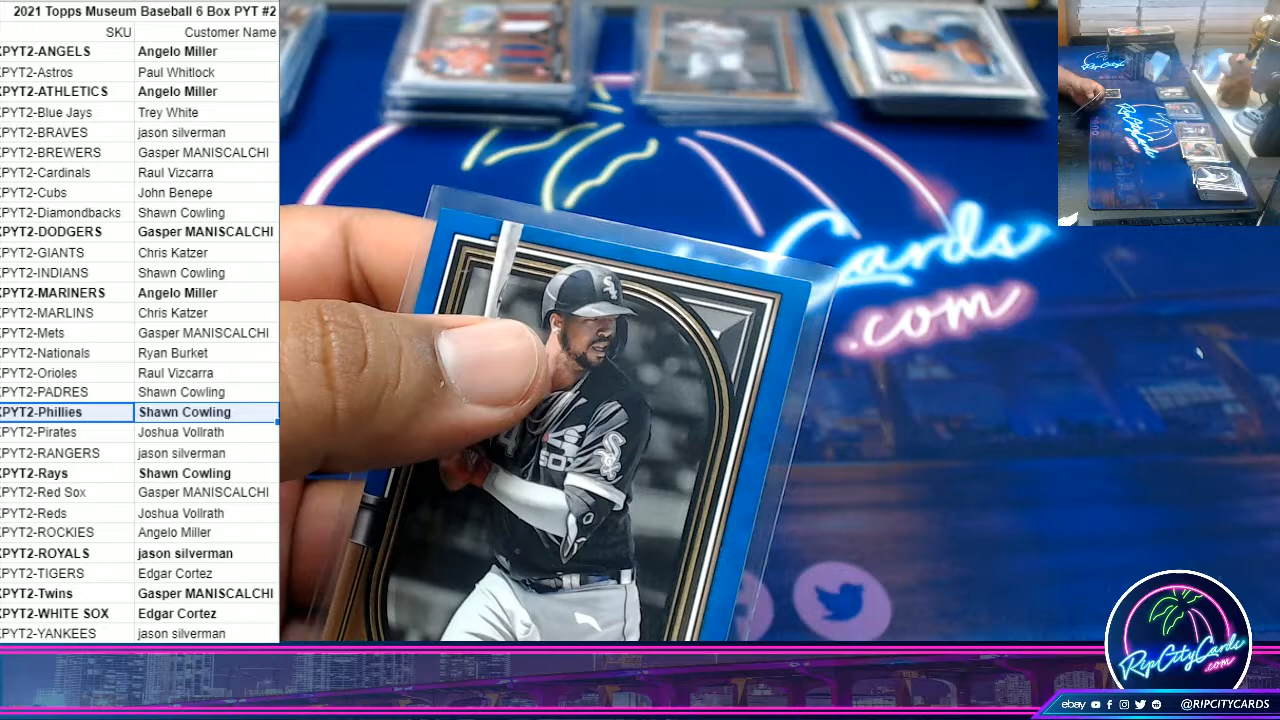 2021 Topps Museum Baseball 6 Box PYT #2
SKU Customer Name
PYT2-ANGELS Angelo Miller
PYT2-Astros Paul Whitlock
PYT2-ATHLETICS Angelo Miller
PYT2-Blue Jays Trey White
PYT2-BRAVES jason silverman
PYT2-BREWERS Gasper MANISCALCHI
PYT2-Cardinals Raul Vizcarra
PYT2-Cubs John Benepe
PYT2-Diamondbacks Shawn Cowling
PYT2-DODGERS Gasper MANISCALCHI
PYT2-GIANTS Chris Katzer
PYT2-INDIANS Shawn Cowling
PYT2-MARINERS Angelo Miller
PYT2-MARLINS Chris Katzer
PYT2-Mets Gasper MANISCALCHI
PYT2-Nationals Ryan Burket
PYT2-Orioles Raul Vizcarra
PYT2-PADRES Shawn Cowling
PYT2-Phillies Shawn Cowling
PYT2-Pirates Joshua Vollrath
PYT2-RANGERS jason silverman
PYT2-Rays Shawn Cowling
PYT2-Red Sox Gasper MANISCALCHI
PYT2-Reds Joshua Vollrath
PYT2-ROCKIES Angelo Miller
PYT2-ROYALS jason silverman
PYT2-TIGERS Edgar Cortez
PYT2-Twins Gasper MANISCALCHI
PYT2-WHITE SOX Edgar Cortez
PYT2-YANKEES jason silverman
Cards
.com
SOX
RipCityCards
.com
ebay @RIPCITYCARDS